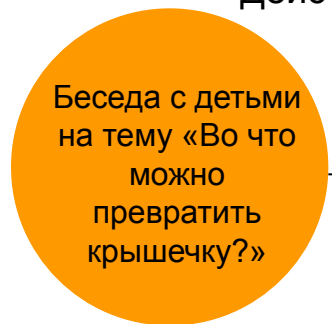 Беседа с детьми
на тему «Во что
можно
превратить
крышечку?»